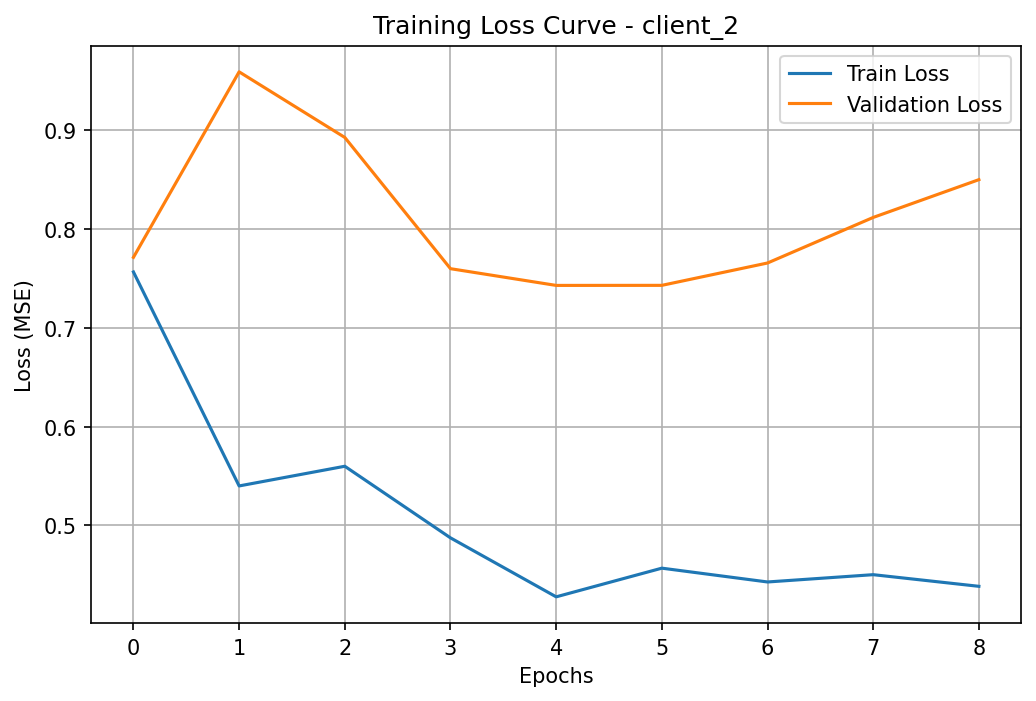 Training Loss Curve - client_2
Train Loss
Validation Loss
0.9
0.8
0.7
0.6
0.5
Loss (MSE)
0 1 2 3 4 5 6 7 8
Epochs